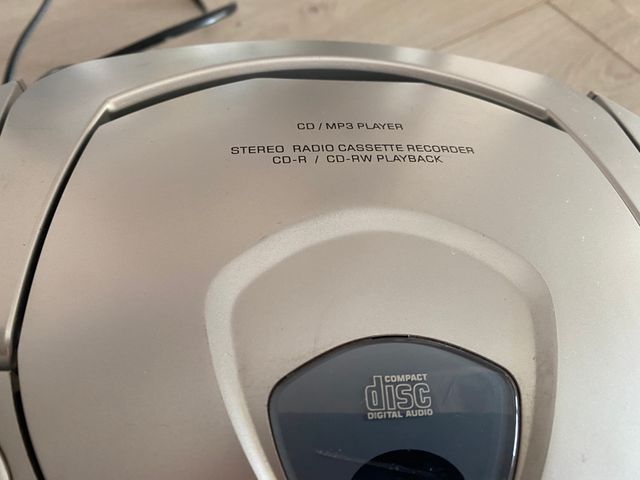 CD / MP3 PLAYER
STEREO RADIO CASSETTE RECORDER
CD-R / CD-RW PLAYBACK
COMPACT
disc
DIGITAL AUDIO